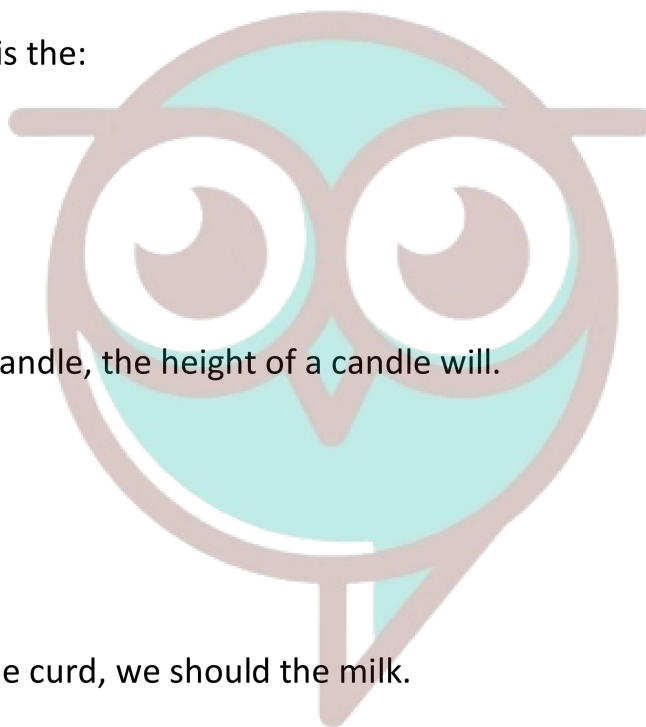 is the:
andle, the height of a candle will.
e curd, we should the milk.